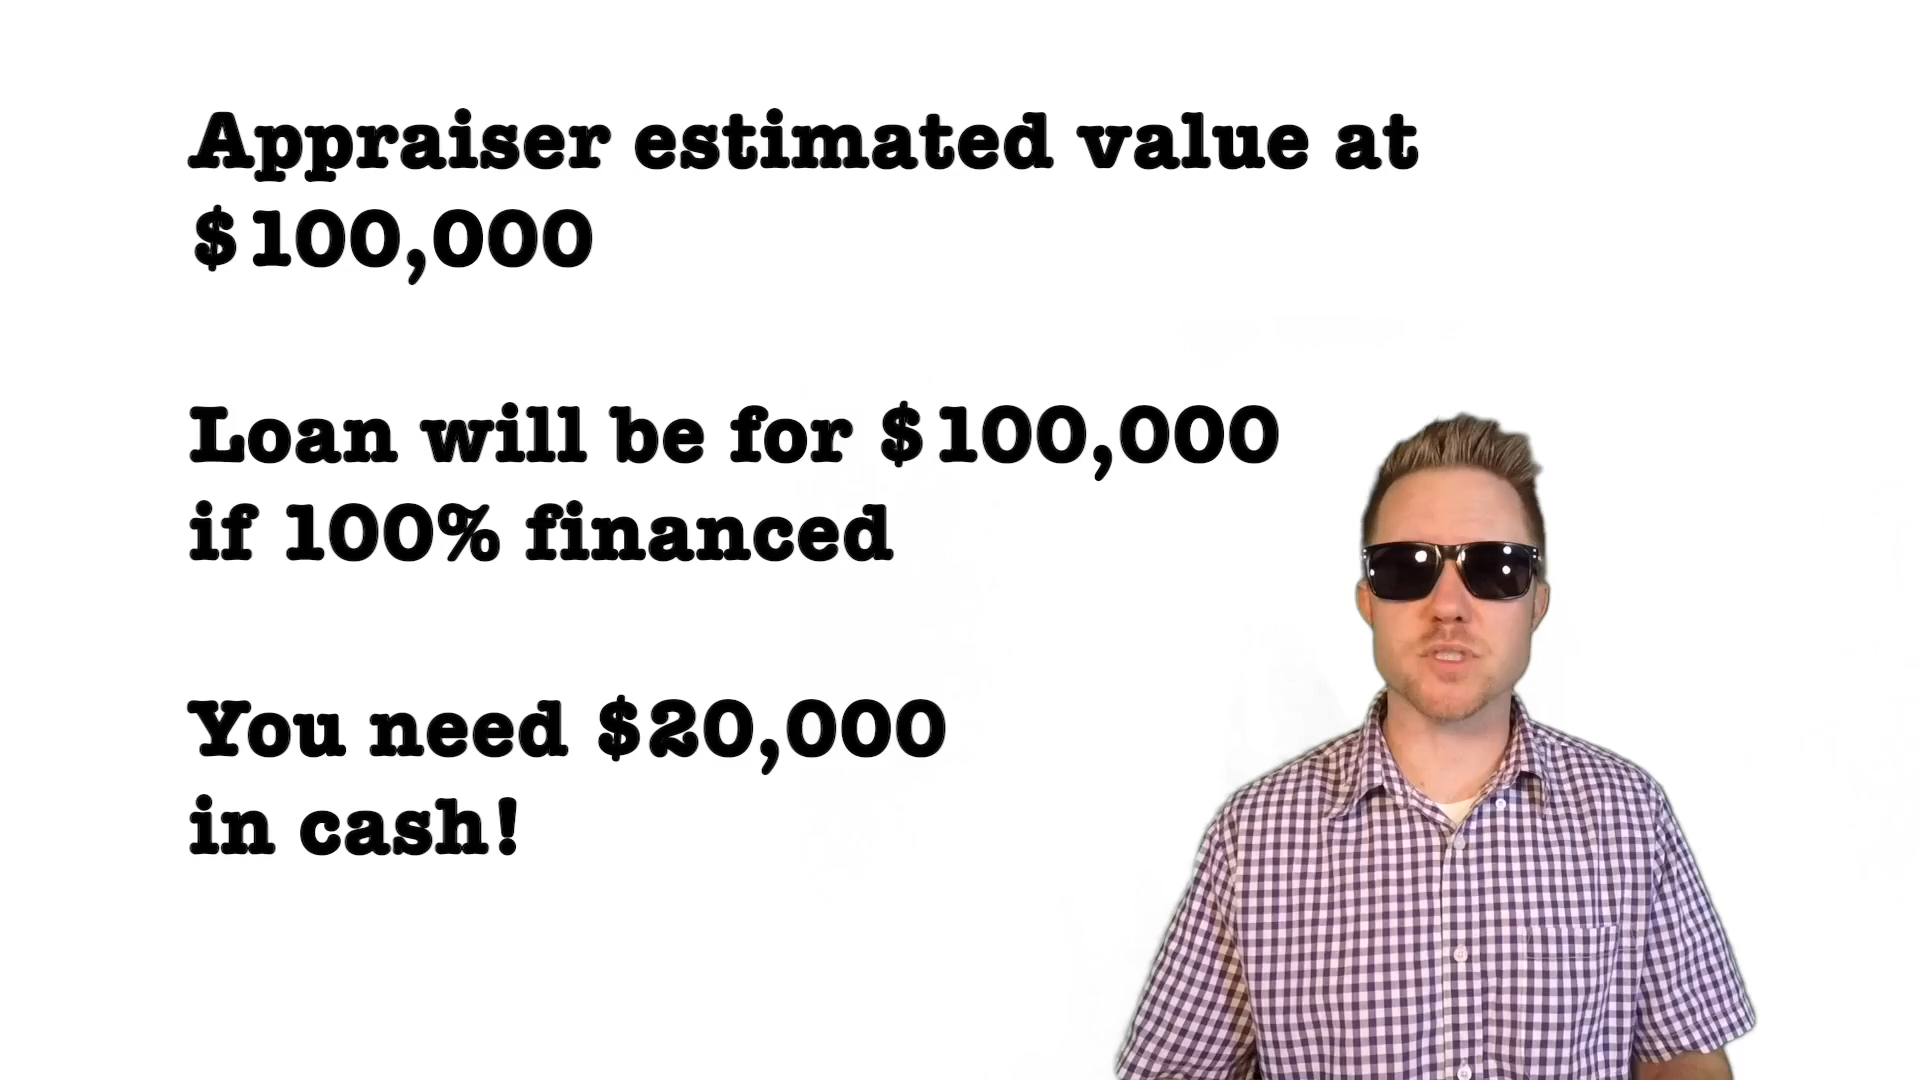 Appraiser estimated value at
$100,000
Loan will be for $100,000
if 100% financed
You need $20,000
in cash!